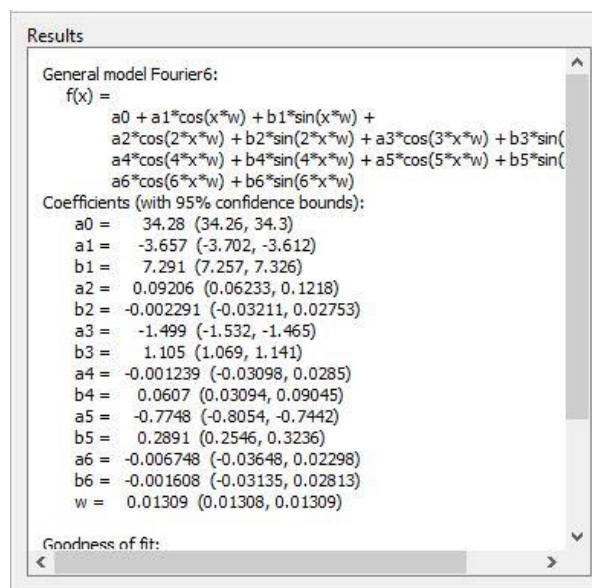 Results
General model Fourier6:
f(x) =
a0 + a1*cos(x*w) + b1*sin(x*w) +
a2*cos(2*x*w) + b2*sin(2*x*w) + a3*cos(3*x*w) + b3*sin(
a4*cos(4*x*w) + b4*sin(4*x*w) + a5*cos(5*x*w) + b5*sin(
a6*cos(6*x*w) + b6*sin(6*x*w)
Coefficients (with 95% confidence bounds):
a0 = 34.28 (34.26, 34.3)
a1 = -3.657 (-3.702, -3.612)
b1 = 7.291 (7.257, 7.326)
a2 = 0.09206 (0.06233, 0.1218)
b2 = -0.002291 (-0.03211, 0.02753)
a3 = -1.499 (-1.532, -1.465)
b3 = 1.105 (1.069, 1.141)
a4 = -0.001239 (-0.03098, 0.0285)
b4 = 0.0607 (0.03094, 0.09045)
a5 = -0.7748 (-0.8054, -0.7442)
b5 = 0.2891 (0.2546, 0.3236)
a6 = -0.006748 (-0.03648, 0.02298)
b6 = -0.001608 (-0.03135, 0.02813)
w = 0.01309 (0.01308, 0.01309)
Goodness of fit: